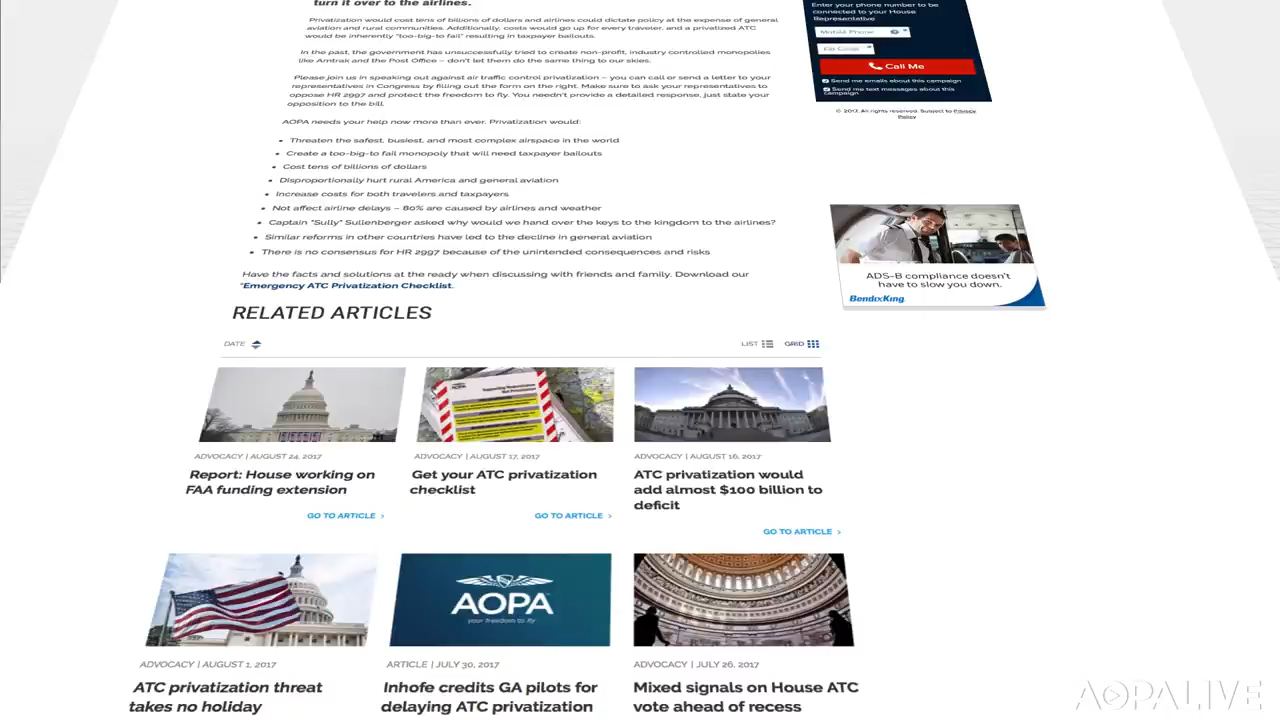 turn it over to the airlines.
Privatization would cost tens of billions of dollars and airlines could dictate policy at the expense of general
aviation and rural communities. Additionally, costs would go up for every traveler, and a privatized ATC
would be inherently "too-big-to fail" resulting in taxpayer bailouts.
In the past, the government has unsuccessfully tried to create non-profit, industry controlled monopolies
like Amtrak and the Post Office – don't let them do the same thing to our skies.
Please join us in speaking out against air traffic control privatization – you can call or send a letter to your
representatives in Congress by filling out the form on the right. Make sure to ask your representatives to
oppose HR 2997 and protect the freedom to fly. You needn't provide a detailed response, just state your
opposition to the bill.
AOPA needs your help now more than ever. Privatization would:
• Threaten the safest, busiest, and most complex airspace in the world
• Create a too-big-to fail monopoly that will need taxpayer bailouts
• Cost tens of billions of dollars
• Disproportionally hurt rural America and general aviation
• Increase costs for both travelers and taxpayers
• Not affect airline delays – 80% are caused by airlines and weather
• Captain "Sully" Sullenberger asked why would we hand over the keys to the kingdom to the airlines?
• Similar reforms in other countries have led to the decline in general aviation
• There is no consensus for HR 2997 because of the unintended consequences and risks
Have the facts and solutions at the ready when discussing with friends and family. Download our
"Emergency ATC Privatization Checklist.
Enter your phone number to be
connected to your House
Representative
Mobile Phone
Call Me
Send me emails about this campaign
Send me text messages about this
campaign
© 2017. All rights reserved. Subject to Privacy
Policy
ADS-B compliance doesn't
have to slow you down.
BendixKing
RELATED ARTICLES
DATE
LIST GRID
AOPA
ADVOCACY | AUGUST 24, 2017
Report: House working on
FAA funding extension
GO TO ARTICLE >
ADVOCACY | AUGUST 17, 2017
Get your ATC privatization
checklist
GO TO ARTICLE >
ADVOCACY | AUGUST 16, 2017
ATC privatization would
add almost $100 billion to
deficit
GO TO ARTICLE >
AOPA
your freedom to fly
ADVOCACY | AUGUST 1, 2017
ATC privatization threat
takes no holiday
ARTICLE | JULY 30, 2017
Inhofe credits GA pilots for
delaying ATC privatization
ADVOCACY | JULY 26, 2017
Mixed signals on House ATC
vote ahead of recess
AOPALIVE